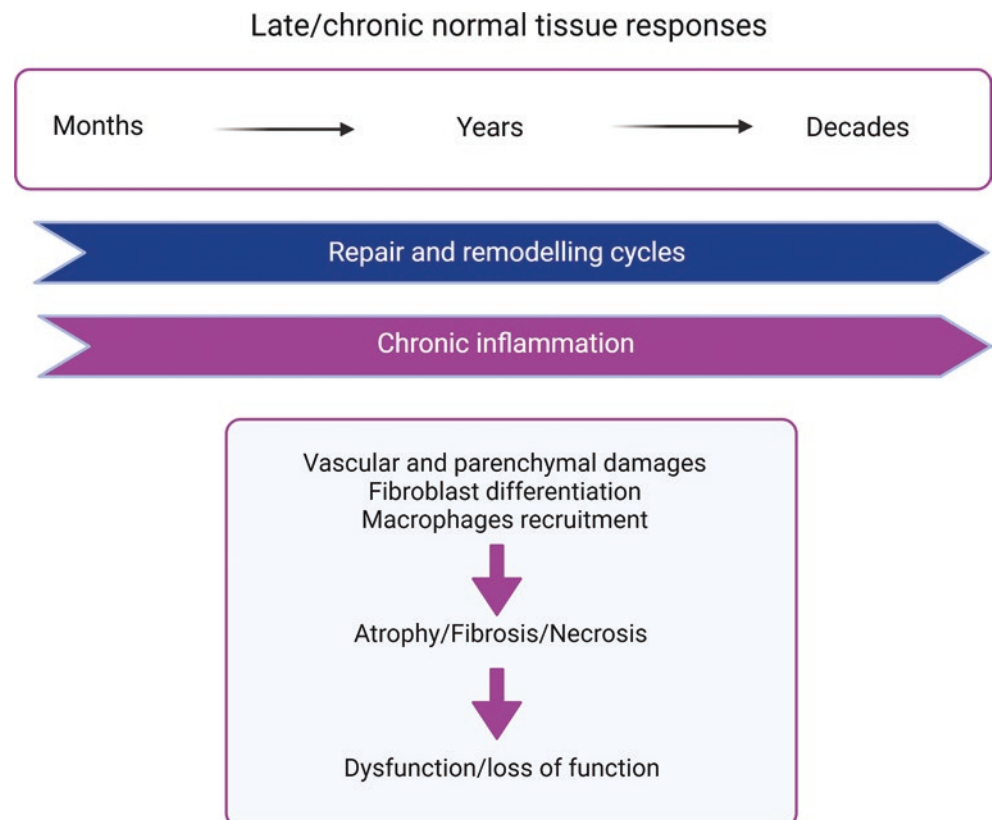 Late/chronic normal tissue responses
Months Years Decades
Repair and remodelling cycles
Chronic inflammation
Vascular and parenchymal damages
Fibroblast differentiation
Macrophages recruitment
Atrophy/Fibrosis/Necrosis
Dysfunction/loss of function